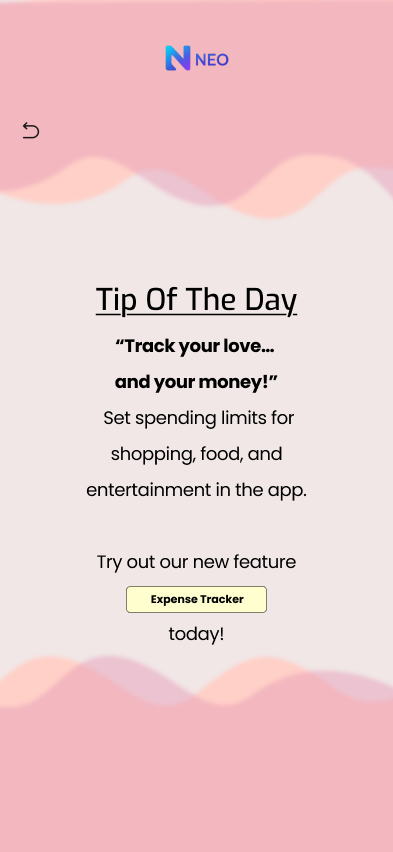 NEO
Tip Of The Day
“Track your love...
and your money!”
Set spending limits for
shopping, food, and
entertainment in the app.
Try out our new feature
Expense Tracker
today!